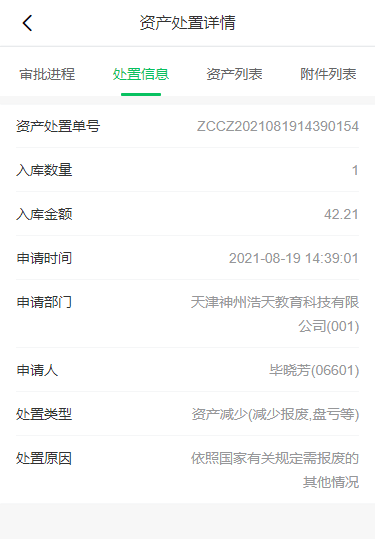 资产处置详情
审批进程 处置信息 资产列表 附件列表
资产处置单号 ZCCZ2021081914390154
入库数量 1
入库金额 42.21
申请时间 2021-08-19 14:39:01
申请部门 天津神州浩天教育科技有限
公司(001)
申请人 毕晓芳(06601)
处置类型 资产减少(减少报废,盘亏等)
处置原因 依照国家有关规定需报废的
其他情况